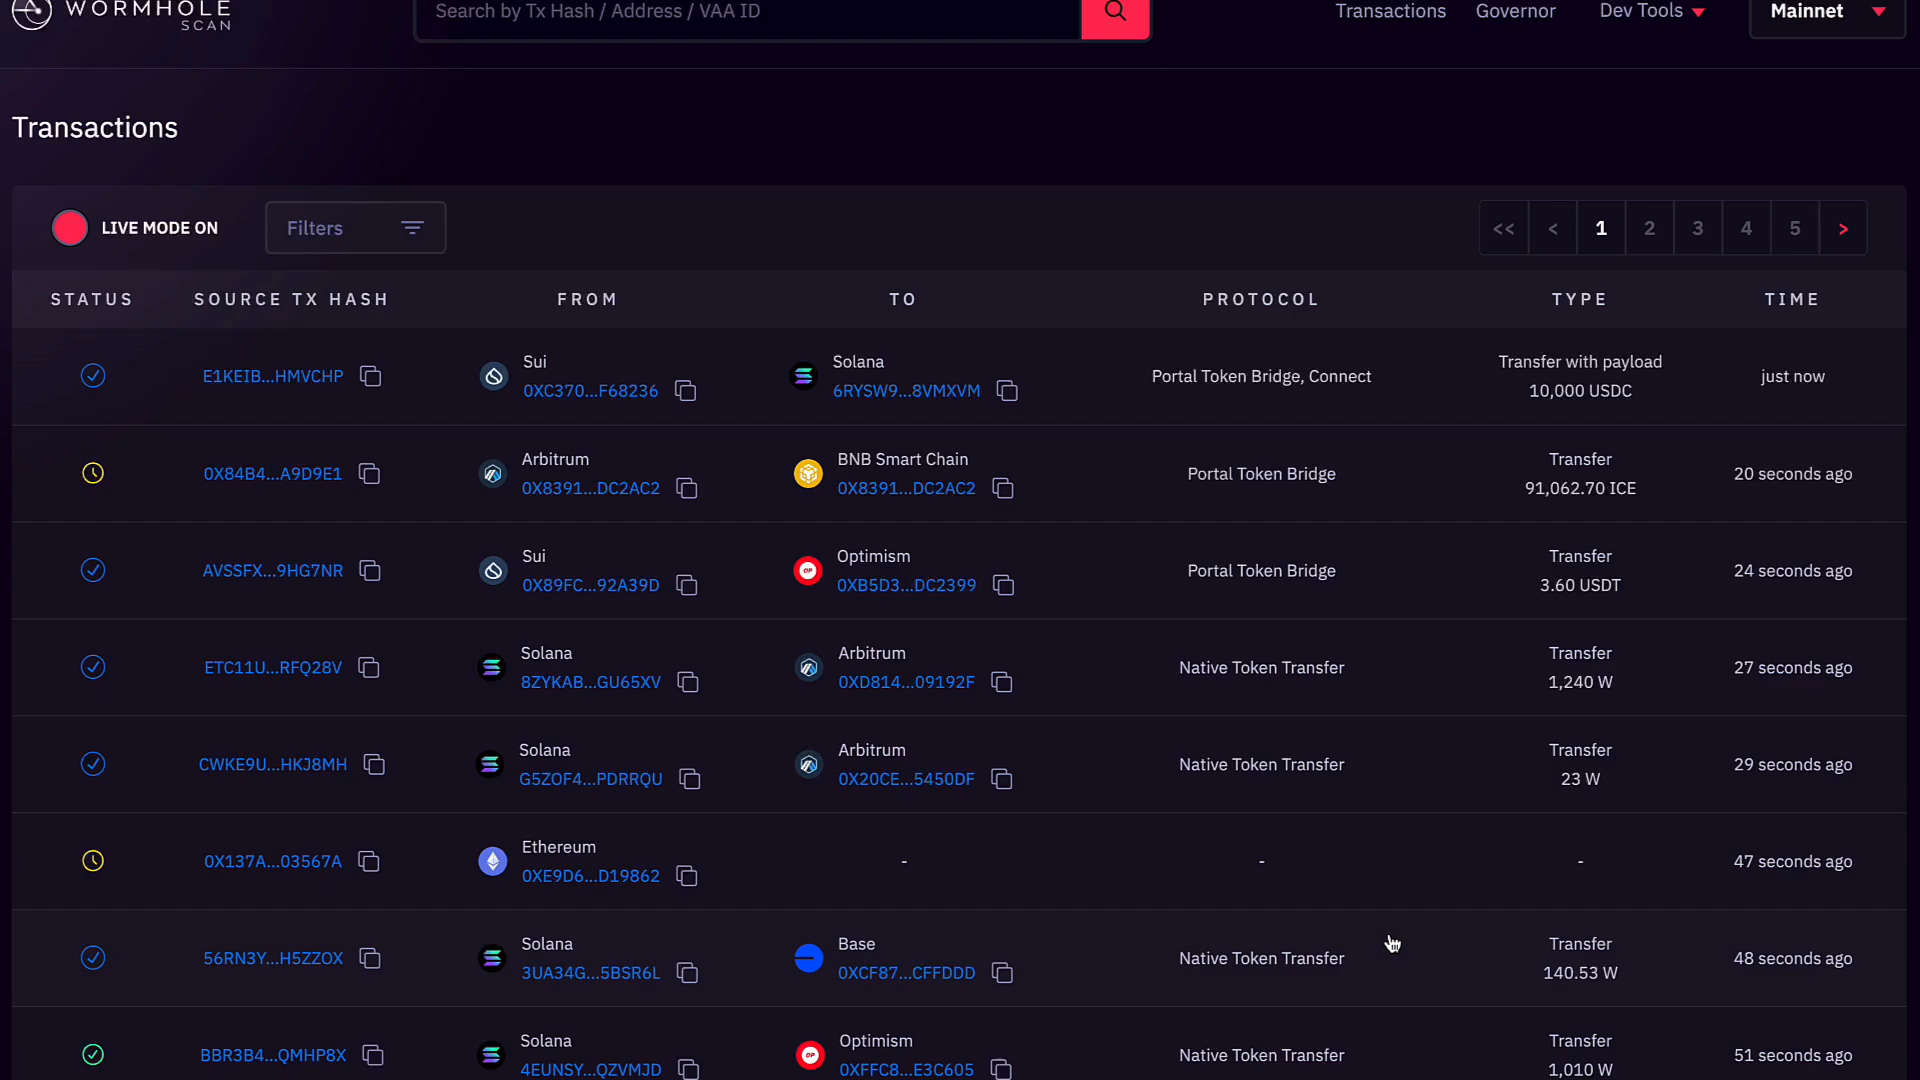 WORMHOLE
SCAN
Search by Tx Hash / Address / VAA ID
Transactions
Governor
Dev Tools
Mainnet
Transactions
LIVE MODE ON
Filters
<< < 1 2 3 4 5 >
STATUS SOURCE TX HASH FROM TO PROTOCOL TYPE TIME
E1KEIB...HMVCHP
Sui
0XC370...F68236
Solana
6RYSW9...8VMXVM
Portal Token Bridge, Connect
Transfer with payload
10,000 USDC
just now
0X84B4...A9D9E1
Arbitrum
0X8391...DC2AC2
BNB Smart Chain
0X8391...DC2AC2
Portal Token Bridge
Transfer
91,062.70 ICE
20 seconds ago
AVSSFX...9HG7NR
Sui
0X89FC...92A39D
Optimism
OP
0XB5D3...DC2399
Portal Token Bridge
Transfer
3.60 USDT
24 seconds ago
ETC11U...RFQ28V
Solana
8ZYKAB...GU65XV
Arbitrum
0XD814...09192F
Native Token Transfer
Transfer
1,240 W
27 seconds ago
CWKE9U...HKJ8MH
Solana
G5ZOF4...PDRRQU
Arbitrum
0X20CE...5450DF
Native Token Transfer
Transfer
23 W
29 seconds ago
0X137A...03567A
Ethereum
0XE9D6...D19862
-
-
-
47 seconds ago
56RN3Y...H5ZZOX
Solana
3UA34G...5BSR6L
Base
0XCF87...CFFDDD
Native Token Transfer
Transfer
140.53 W
48 seconds ago
BBR3B4...QMHP8X
Solana
4EUNSY...QZVMJD
Optimism
OP
0XFFC8...E3C605
Native Token Transfer
Transfer
1,010 W
51 seconds ago